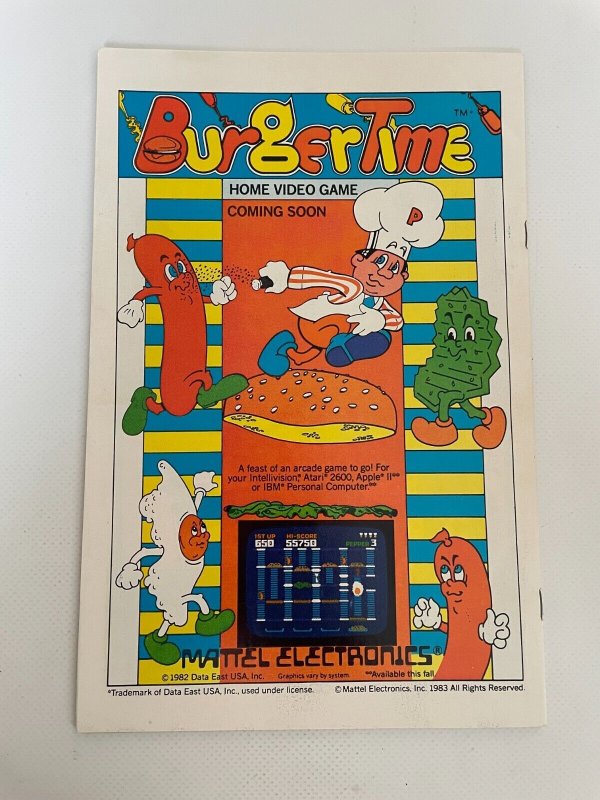 BurgerTime TM*
HOME VIDEO GAME
COMING SOON
P
A feast of an arcade game to go! For
your Intellivision,® Atari® 2600, Apple® II**
or IBM® Personal Computer.**
1ST UP HI-SCORE
650 55750 PEPPER 3
MATTEL ELECTRONICS®
©1982 Data East USA, Inc. Graphics vary by system. **Available this fall
*Trademark of Data East USA, Inc., used under license. ©Mattel Electronics, Inc. 1983 All Rights Reserved.